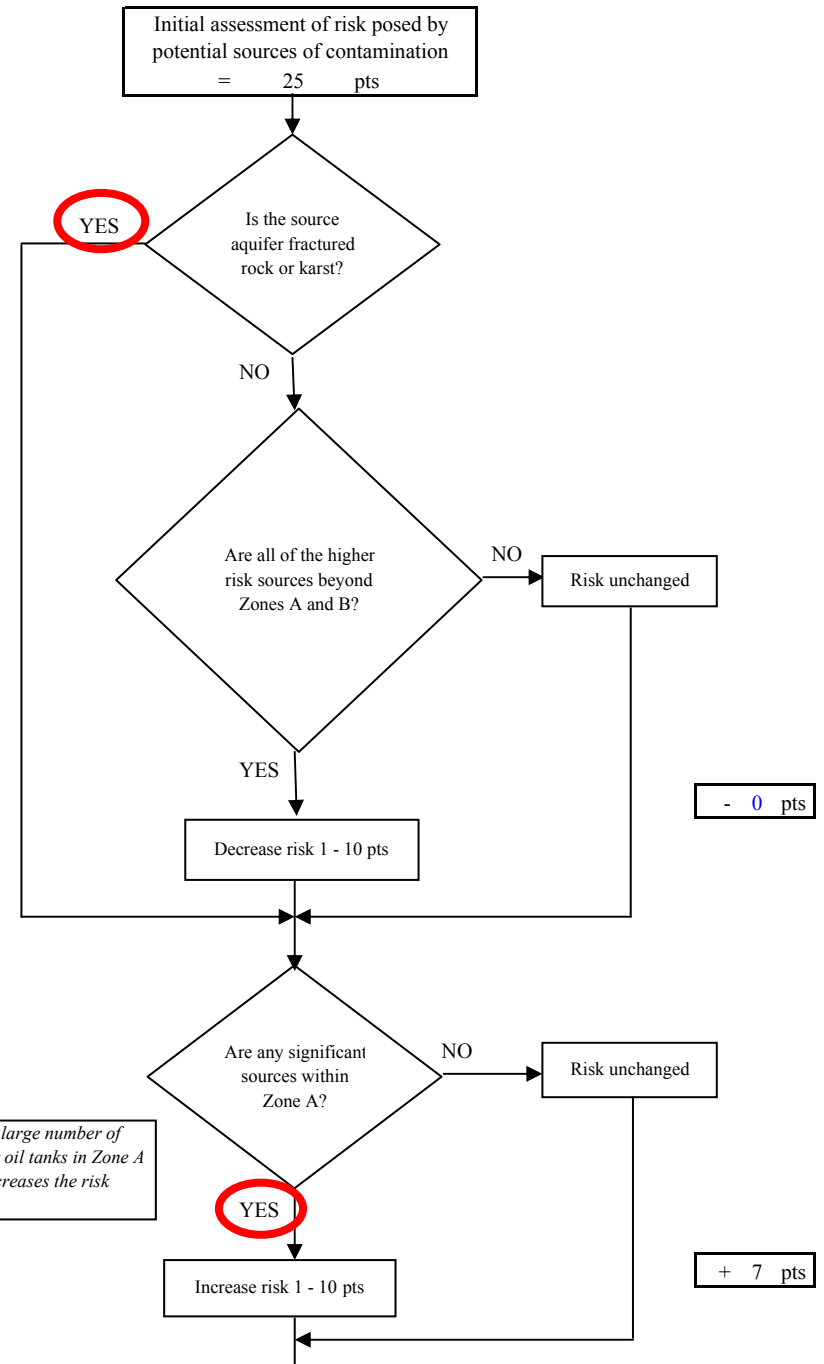 Initial assessment of risk posed by
potential sources of contamination
= 25 pts
YES
Is the source
aquifer fractured
rock or karst?
NO
Are all of the higher
risk sources beyond
Zones A and B?
NO
Risk unchanged
YES
- 0 pts
Decrease risk 1 - 10 pts
Are any significant
sources within
Zone A?
NO
Risk unchanged
large number of
oil tanks in Zone A
creases the risk
YES
Increase risk 1 - 10 pts
+ 7 pts